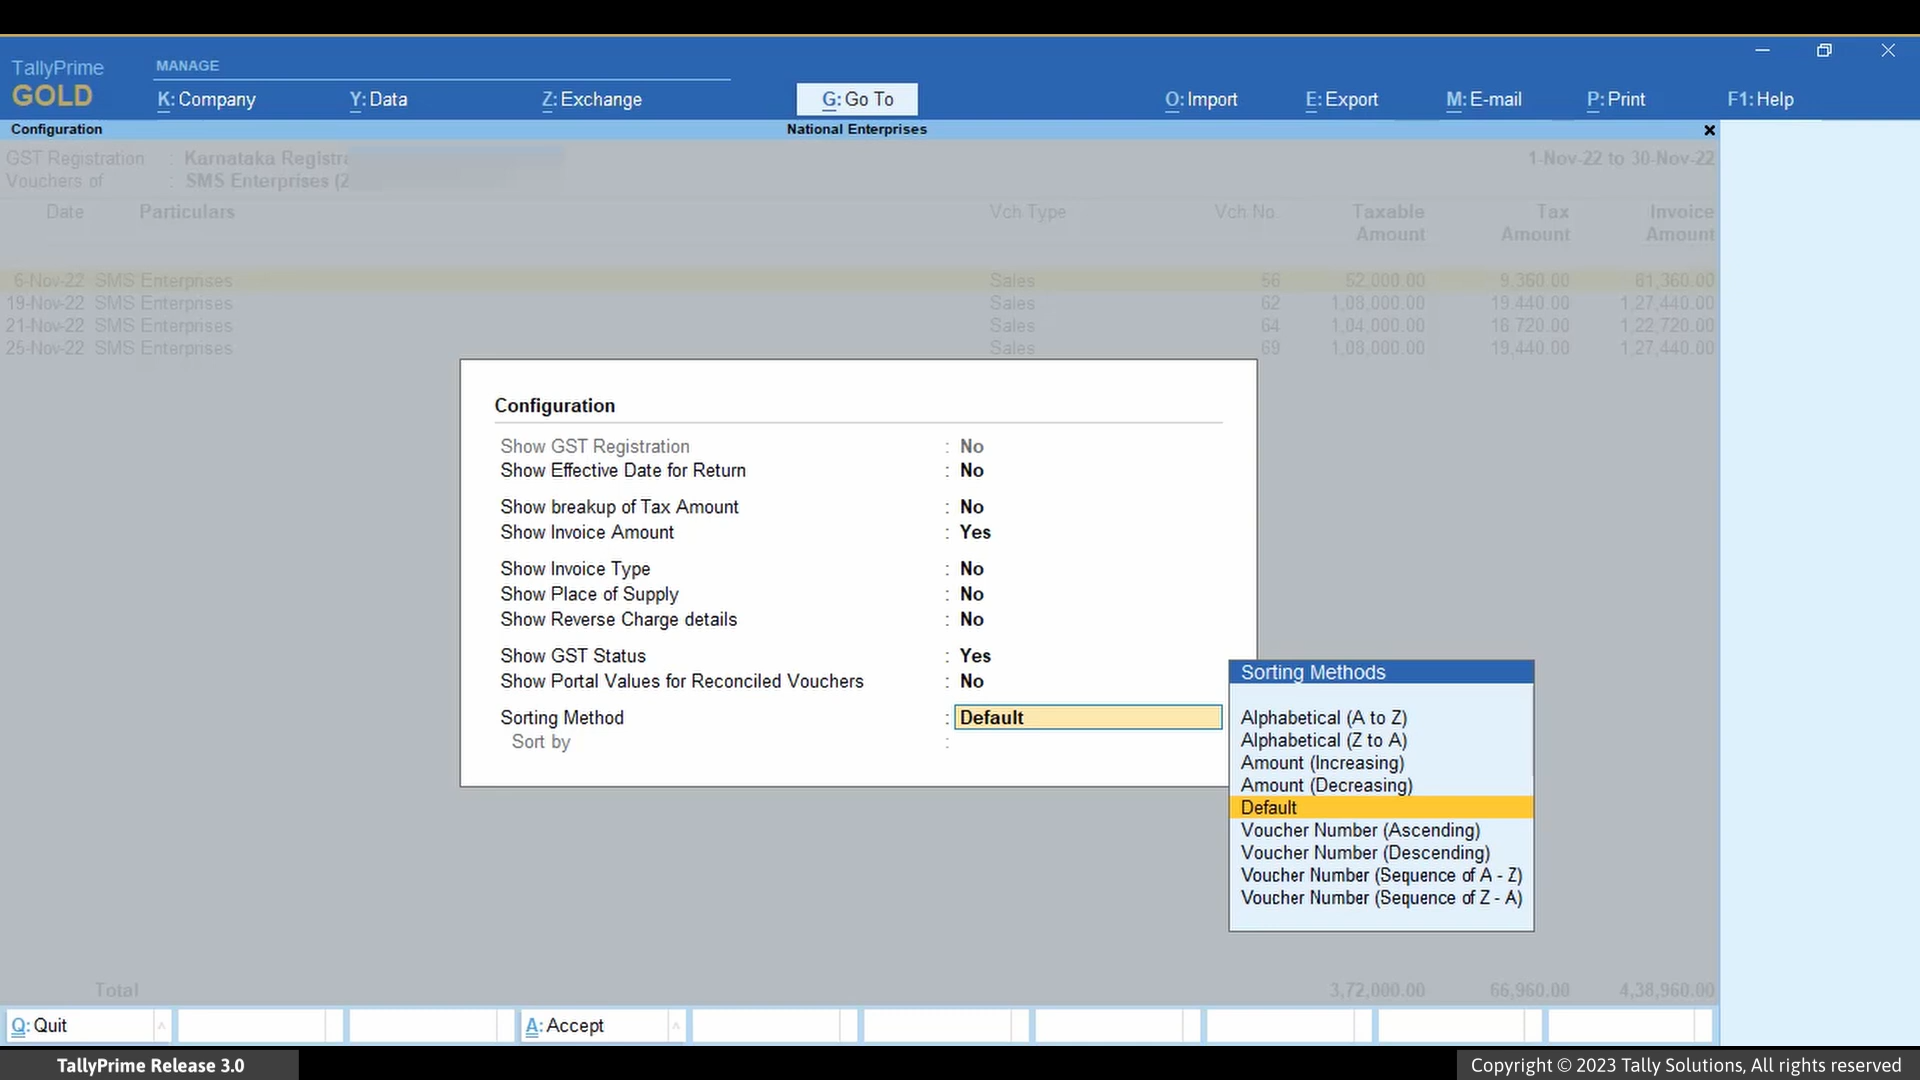 TallyPrime
GOLD
MANAGE
K: Company
Y: Data
Z: Exchange
G: Go To
O: Import
E: Export
M: E-mail
P: Print
F1: Help
Configuration
National Enterprises
GST Registration : Karnataka Registra
1-Nov-22 to 30-Nov-22
Vouchers of : SMS Enterprises (2
Date Particulars Vch Type Vch No Taxable Tax Invoice
Amount Amount Amount
6-Nov-22 SMS Enterprises Sales 56 52,000.00 9,360.00 61,360.00
19-Nov-22 SMS Enterprises Sales 62 1,08,000.00 19,440.00 1,27,440.00
21-Nov-22 SMS Enterprises Sales 64 1,04,000.00 18,720.00 1,22,720.00
25-Nov-22 SMS Enterprises Sales 69 1,08,000.00 19,440.00 1,27,440.00
Configuration
Show GST Registration : No
Show Effective Date for Return : No
Show breakup of Tax Amount : No
Show Invoice Amount : Yes
Show Invoice Type : No
Show Place of Supply : No
Show Reverse Charge details : No
Show GST Status : Yes
Show Portal Values for Reconciled Vouchers : No
Sorting Method : Default
Sort by :
Sorting Methods
Alphabetical (A to Z)
Alphabetical (Z to A)
Amount (Increasing)
Amount (Decreasing)
Default
Voucher Number (Ascending)
Voucher Number (Descending)
Voucher Number (Sequence of A - Z)
Voucher Number (Sequence of Z - A)
Total 3,72,000.00 66,960.00 4,38,960.00
Q: Quit
A: Accept
TallyPrime Release 3.0
Copyright © 2023 Tally Solutions, All rights reserved